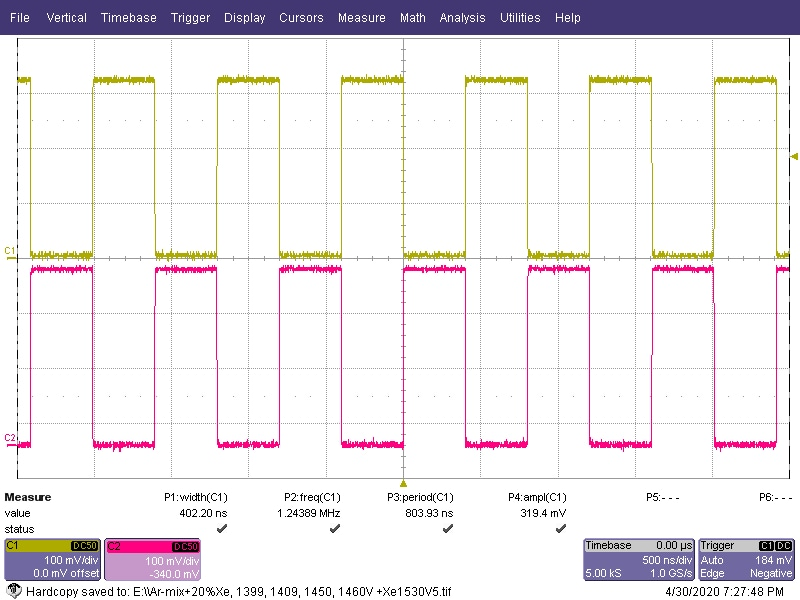 File Vertical Timebase Trigger Display Cursors Measure Math Analysis Utilities Help
C1
C2
Measure P1:width(C1) P2:freq(C1) P3:period(C1) P4:ampl(C1) P5:- - - P6:- - -
value 402.20 ns 1.24389 MHz 803.93 ns 319.4 mV
status
C1 DC50
100 mV/div
0.0 mV offset
C2 DC50
100 mV/div
-340.0 mV
Timebase 0.00 µs
500 ns/div
5.00 kS 1.0 GS/s
Trigger C1 DC
Auto 184 mV
Edge Negative
Hardcopy saved to: E:\\Ar-mix+20%Xe, 1399, 1409, 1450, 1460V +Xe1530V5.tif 4/30/2020 7:27:48 PM